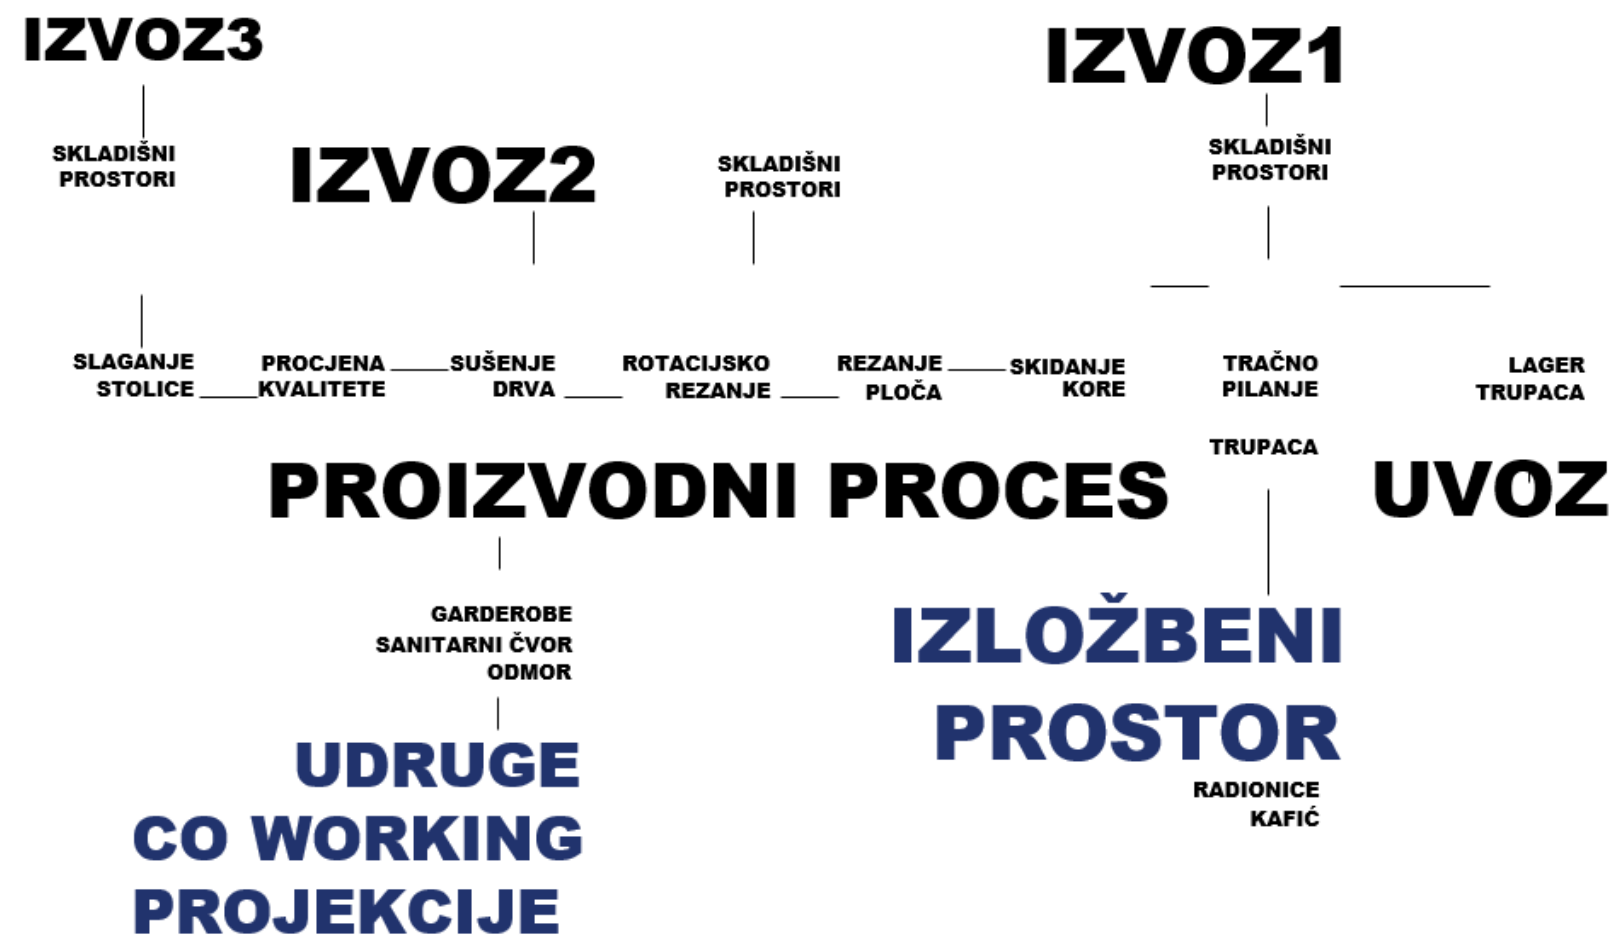 IZVOZ3
IZVOZ1
SKLADIŠNI
PROSTORI
IZVOZ2
SKLADIŠNI
PROSTORI
SKLADIŠNI
PROSTORI
SLAGANJE
STOLICE
PROCJENA
KVALITETE
SUŠENJE
DRVA
ROTACIJSKO
REZANJE
REZANJE
PLOČA
SKIDANJE
KORE
TRAČNO
PILANJE
TRUPACA
LAGER
TRUPACA
PROIZVODNI PROCES
UVOZ
GARDEROBE
SANITARNI ČVOR
ODMOR
UDRUGE
CO WORKING
PROJEKCIJE
IZLOŽBENI
PROSTOR
RADIONICE
KAFIĆ